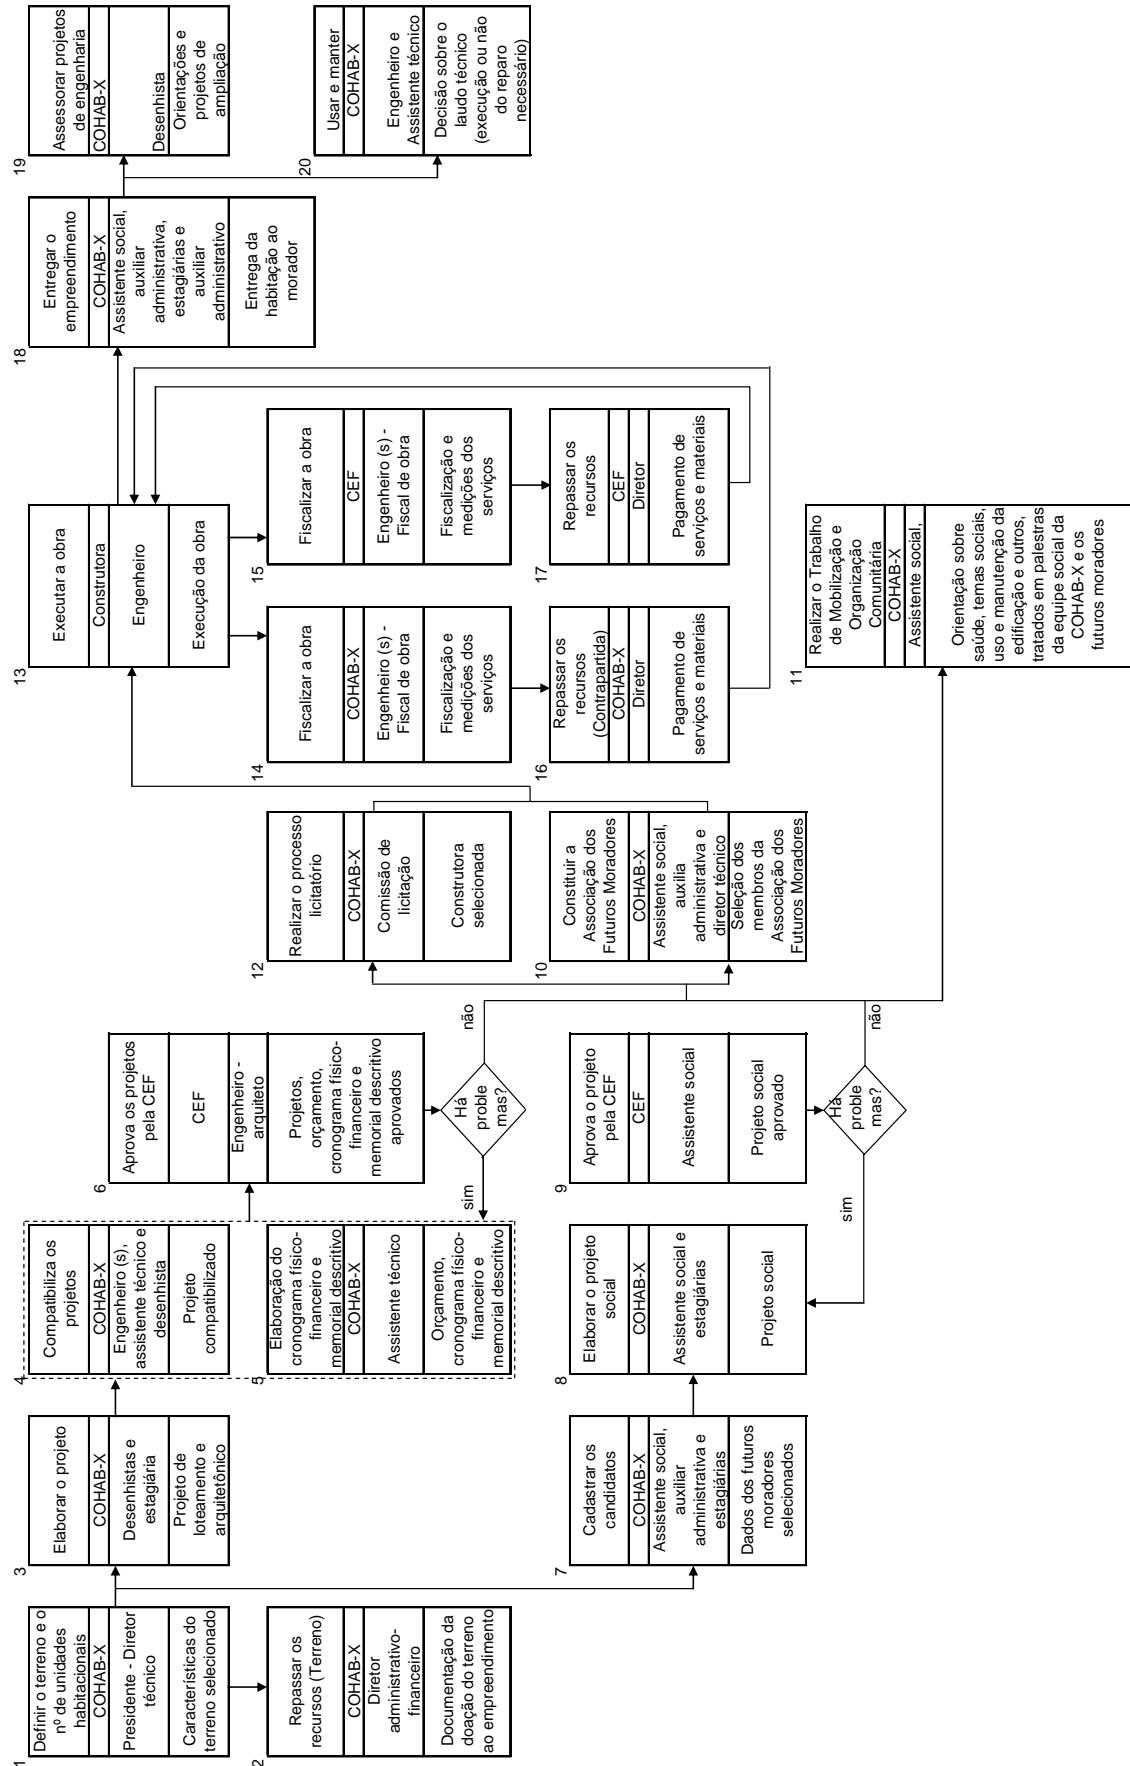 1
Definir o terreno e o
nº de unidades
habitacionais
COHAB-X
Presidente - Diretor
técnico
Características do
terreno selecionado
2
Repassar os
recursos (Terreno)
COHAB-X
Diretor
administrativo-
financeiro
Documentação da
doação do terreno
ao empreendimento
3
Elaborar o projeto
COHAB-X
Desenhistas e
estagiária
Projeto de
loteamento e
arquitetônico
7
Cadastrar os
candidatos
COHAB-X
Assistente social,
auxiliar
administrativa e
estagiárias
Dados dos futuros
moradores
selecionados
4
Compatibiliza os
projetos
COHAB-X
Engenheiro (s),
assistente técnico e
desenhista
Projeto
compatibilizado
5
Elaboração do
cronograma físico-
financeiro e
memorial descritivo
COHAB-X
Assistente técnico
Orçamento,
cronograma físico-
financeiro e
memorial descritivo
8
Elaborar o projeto
social
COHAB-X
Assistente social e
estagiárias
Projeto social
6
Aprova os projetos
pela CEF
CEF
Engenheiro -
arquiteto
Projetos,
orçamento,
cronograma físico-
financeiro e
memorial descritivo
aprovados
Há
proble
mas?
sim
não
9
Aprova o projeto
pela CEF
CEF
Assistente social
Projeto social
aprovado
Há
proble
mas?
sim
não
12
Realizar o processo
licitatório
COHAB-X
Comissão de
licitação
Construtora
selecionada
10
Constituir a
Associação dos
Futuros Moradores
COHAB-X
Assistente social,
auxilia
administrativa e
diretor técnico
Seleção dos
membros da
Associação dos
Futuros Moradores
13
Executar a obra
Construtora
Engenheiro
Execução da obra
14
Fiscalizar a obra
COHAB-X
Engenheiro (s) -
Fiscal de obra
Fiscalização e
medições dos
serviços
15
Fiscalizar a obra
CEF
Engenheiro (s) -
Fiscal de obra
Fiscalização e
medições dos
serviços
16
Repassar os
recursos
(Contrapartida)
COHAB-X
Diretor
Pagamento de
serviços e materiais
17
Repassar os
recursos
CEF
Diretor
Pagamento de
serviços e materiais
11
Realizar o Trabalho
de Mobilização e
Organização
Comunitária
COHAB-X
Assistente social,
Orientação sobre
saúde, temas sociais,
uso e manutenção da
edificação e outros,
tratados em palestras
da equipe social da
COHAB-X e os
futuros moradores
18
Entregar o
empreendimento
COHAB-X
Assistente social,
auxiliar
administrativa,
estagiárias e
auxiliar
administrativo
Entrega da
habitação ao
morador
19
Assessorar projetos
de engenharia
COHAB-X
Desenhista
Orientações e
projetos de
ampliação
20
Usar e manter
COHAB-X
Engenheiro e
Assistente técnico
Decisão sobre o
laudo técnico
(execução ou não
do reparo
necessário)